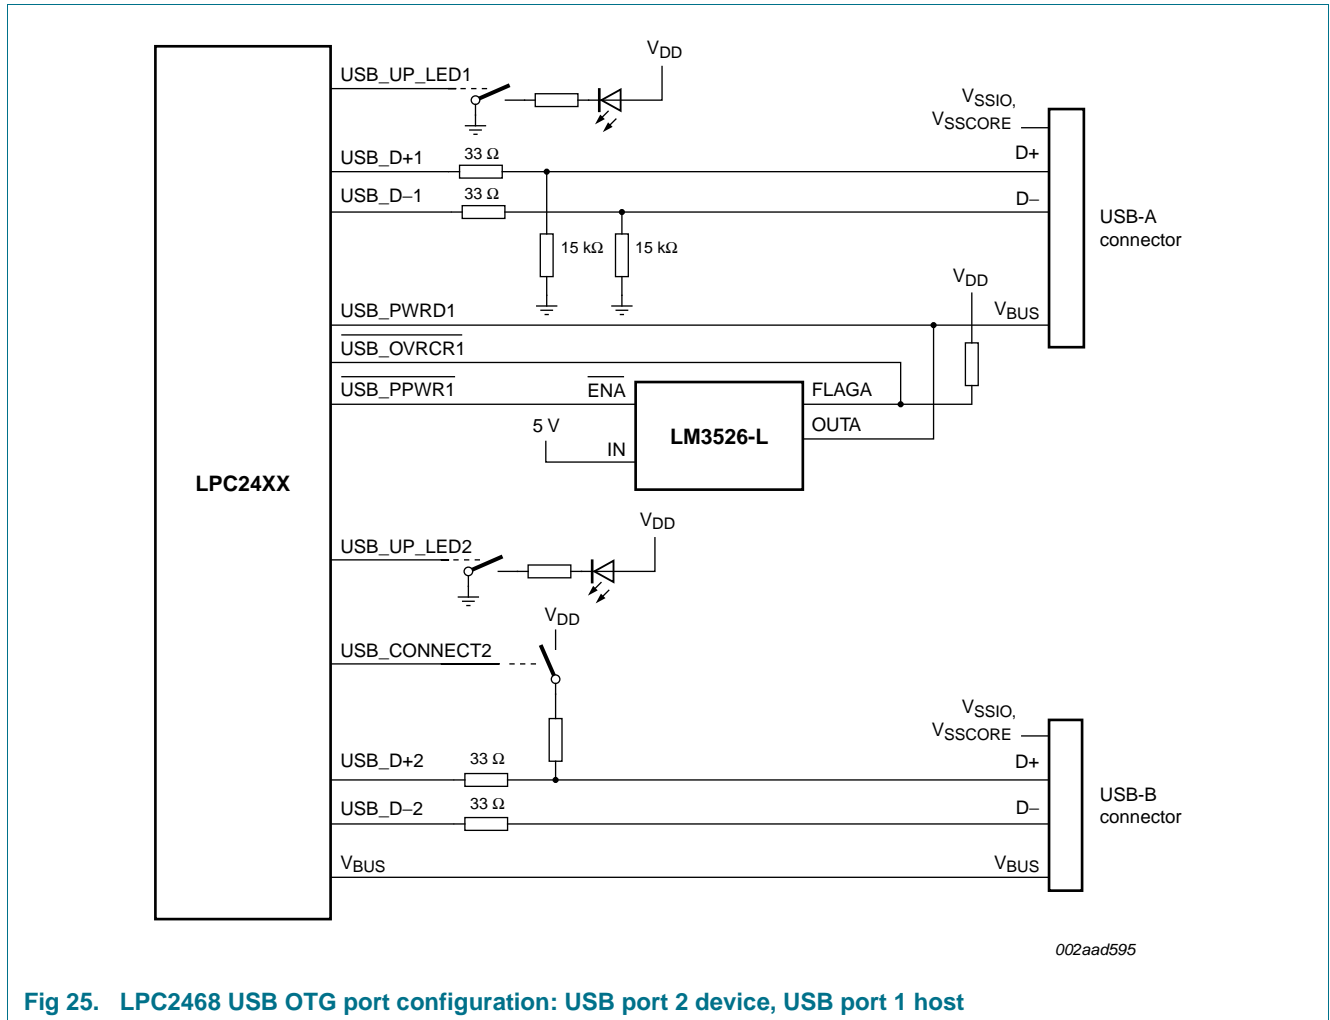 USB_UP_LED1
VDD
VSSIO,
VSSCORE
USB_D+1
33 Ω
D+
USB_D−1
33 Ω
D−
USB-A
connector
15 kΩ
15 kΩ
VDD
USB_PWRD1
VBUS
USB_OVRCR1
USB_PPWR1
ENA
FLAGA
5 V
IN
LM3526-L
OUTA
LPC24XX
VDD
USB_UP_LED2
VDD
USB_CONNECT2
VSSIO,
VSSCORE
USB_D+2
33 Ω
D+
USB_D−2
33 Ω
D−
USB-B
connector
VBUS
VBUS
002aad595
Fig 25. LPC2468 USB OTG port configuration: USB port 2 device, USB port 1 host